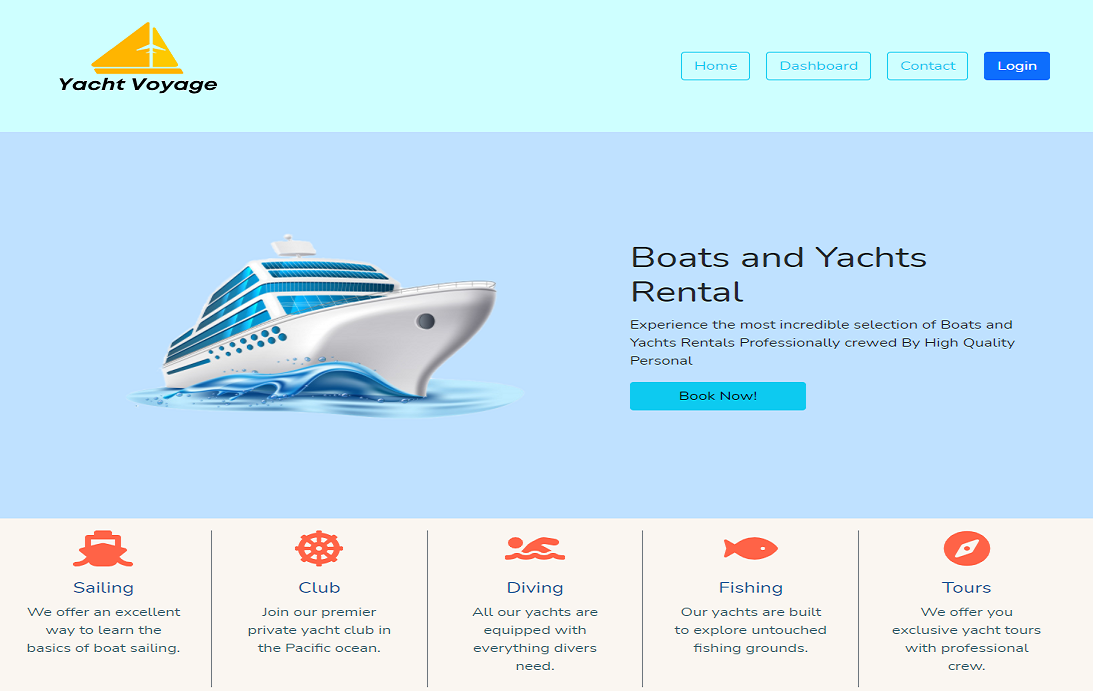 Yacht Voyage
Home
Dashboard
Contact
Login
Boats and Yachts
Rental
Experience the most incredible selection of Boats and
Yachts Rentals Professionally crewed By High Quality
Personal
Book Now!
Sailing
We offer an excellent
way to learn the
basics of boat sailing.
Club
Join our premier
private yacht club in
the Pacific ocean.
Diving
All our yachts are
equipped with
everything divers
need.
Fishing
Our yachts are built
to explore untouched
fishing grounds.
Tours
We offer you
exclusive yacht tours
with professional
crew.